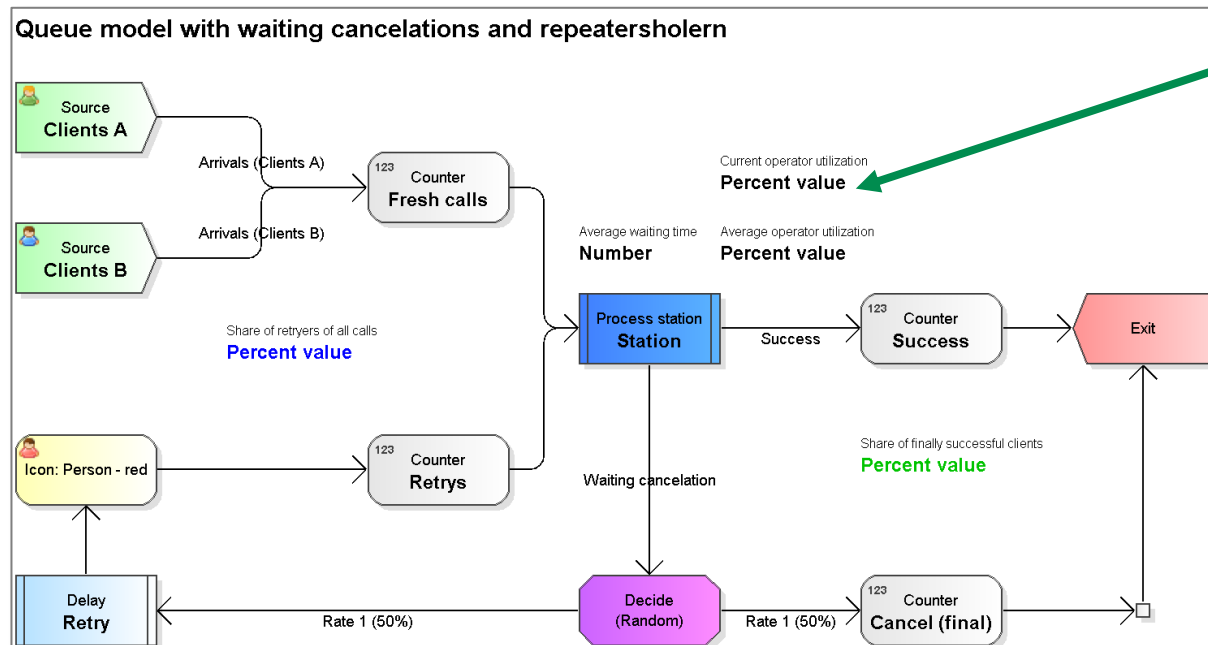 Queue model with waiting cancelations and repeatersholern
Source
Clients A
Arrivals (Clients A)
123
Counter
Fresh calls
Current operator utilization
Percent value
Source
Clients B
Arrivals (Clients B)
Average waiting time
Number
Average operator utilization
Percent value
Share of retryers of all calls
Percent value
Process station
Station
Success
123
Counter
Success
Exit
Icon: Person - red
123
Counter
Retrys
Waiting cancelation
Share of finally successful clients
Percent value
Delay
Retry
Rate 1 (50%)
Decide
(Random)
Rate 1 (50%)
123
Counter
Cancel (final)